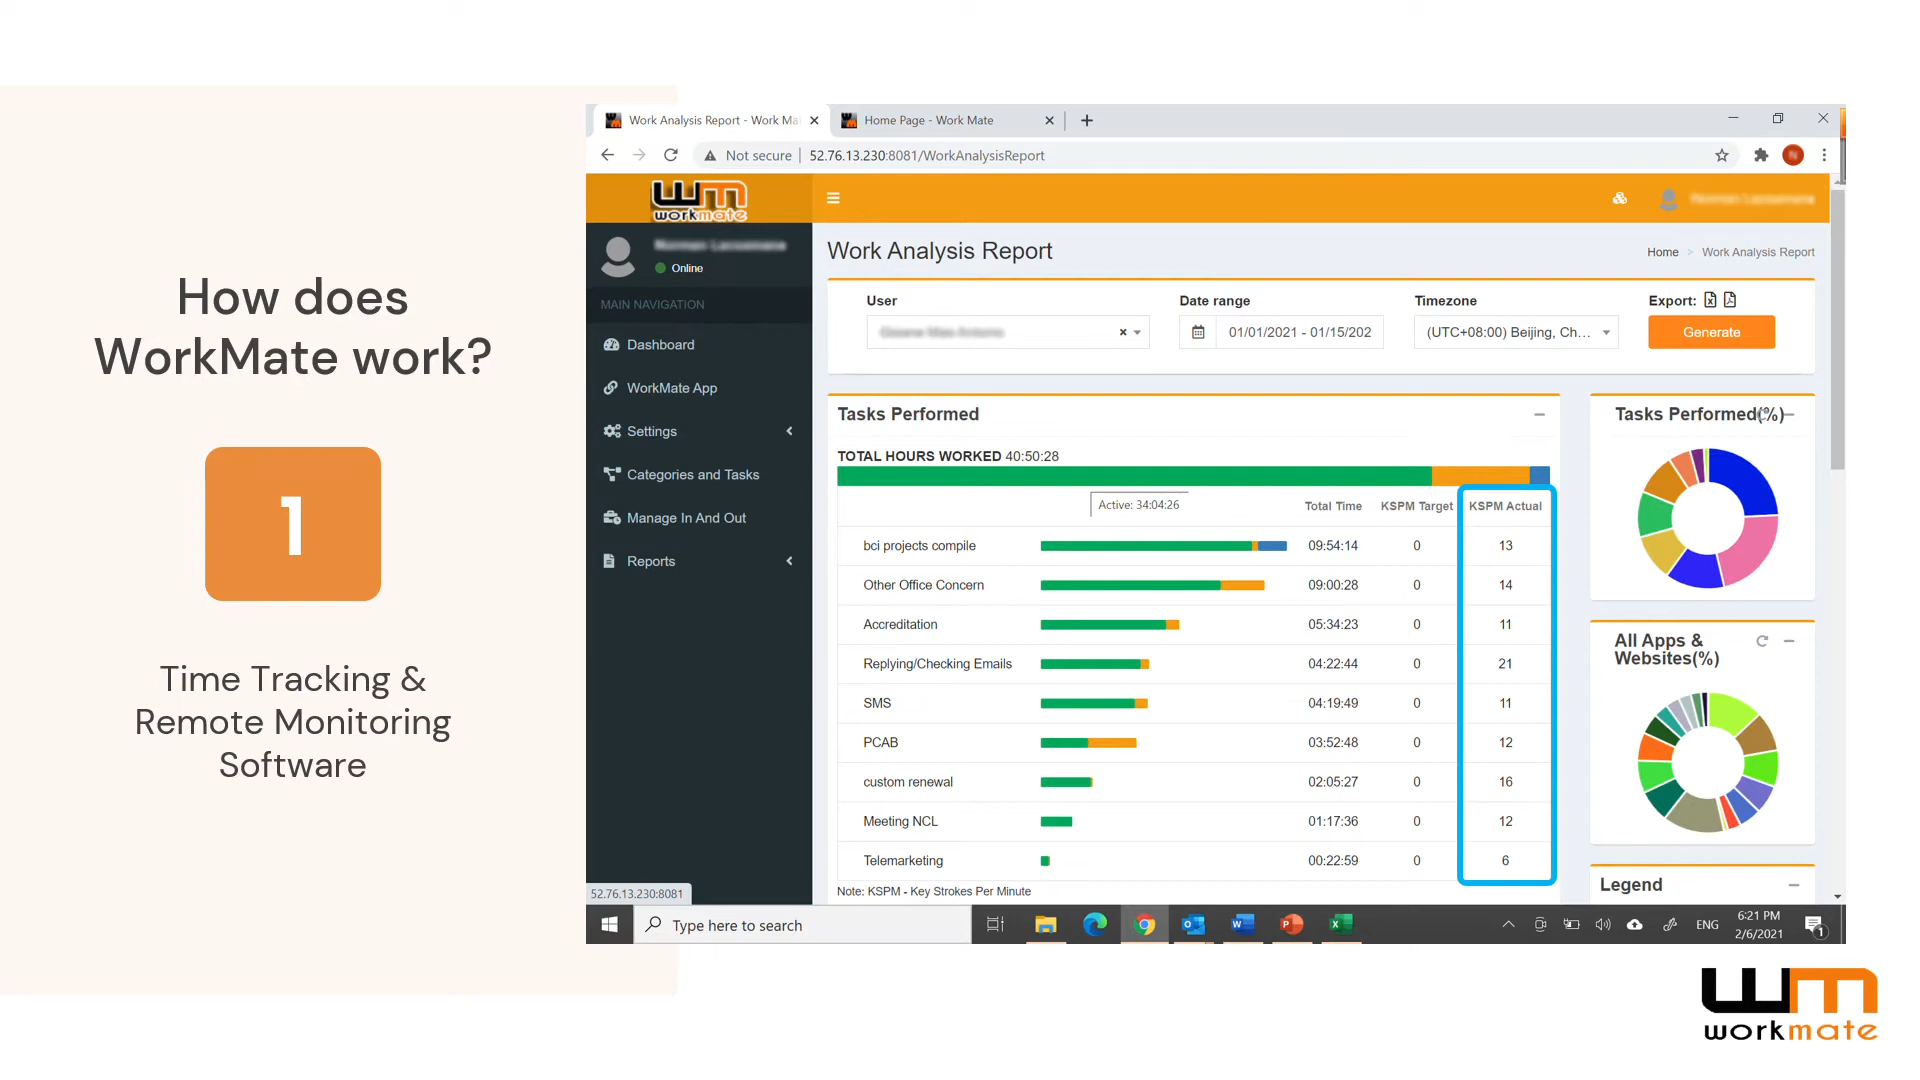 How does
WorkMate work?
1
Time Tracking &
Remote Monitoring
Software
Work Analysis Report - Work Ma
Home Page - Work Mate
Not secure
52.76.13.230:8081/WorkAnalysisReport
N
wm
workmate
Online
MAIN NAVIGATION
Dashboard
WorkMate App
Settings
Categories and Tasks
Manage In And Out
Reports
52.76.13.230:8081
Work Analysis Report
Home > Work Analysis Report
User
Date range
Timezone
Export:
01/01/2021 - 01/15/202
(UTC+08:00) Beijing, Ch...
Generate
Tasks Performed
TOTAL HOURS WORKED 40:50:28
Active: 34:04:26
Total Time KSPM Target KSPM Actual
bci projects compile 09:54:14 0 13
Other Office Concern 09:00:28 0 14
Accreditation 05:34:23 0 11
Replying/Checking Emails 04:22:44 0 21
SMS 04:19:49 0 11
PCAB 03:52:48 0 12
custom renewal 02:05:27 0 16
Meeting NCL 01:17:36 0 12
Telemarketing 00:22:59 0 6
Note: KSPM - Key Strokes Per Minute
Tasks Performed(%)
All Apps &
Websites(%)
Legend
Type here to search
ENG
6:21 PM
2/6/2021
1
wm
workmate